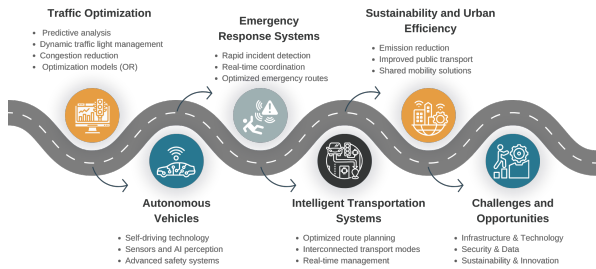 Traffic Optimization
Predictive analysis
Dynamic traffic light management
Congestion reduction
Optimization models (OR)
Emergency
Response Systems
Rapid incident detection
Real-time coordination
Optimized emergency routes
Sustainability and Urban
Efficiency
Emission reduction
Improved public transport
Shared mobility solutions
Autonomous
Vehicles
Self-driving technology
Sensors and AI perception
Advanced safety systems
Intelligent Transportation
Systems
Optimized route planning
Interconnected transport modes
Real-time management
Challenges and
Opportunities
Infrastructure & Technology
Security & Data
Sustainability & Innovation